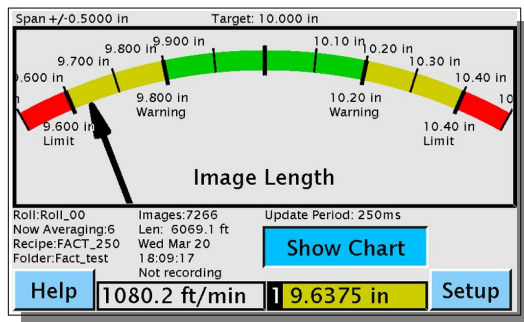 Span +/-0.5000 in Target: 10.000 in
9.600 in 9.700 in 9.800 in 9.900 in 10.10 in 10.20 in 10.30 in 10.40 in 10
9.600 in 9.800 in 10.20 in 10.40 in
Limit Warning Warning Limit
Image Length
Roll:Roll_00 Images:7266 Update Period: 250ms
Now Averaging:6 Len: 6069.1 ft
Recipe:FACT_250 Wed Mar 20
Folder:Fact_test 18:09:17
Not recording
Show Chart
Help 1080.2 ft/min 1 9.6375 in Setup